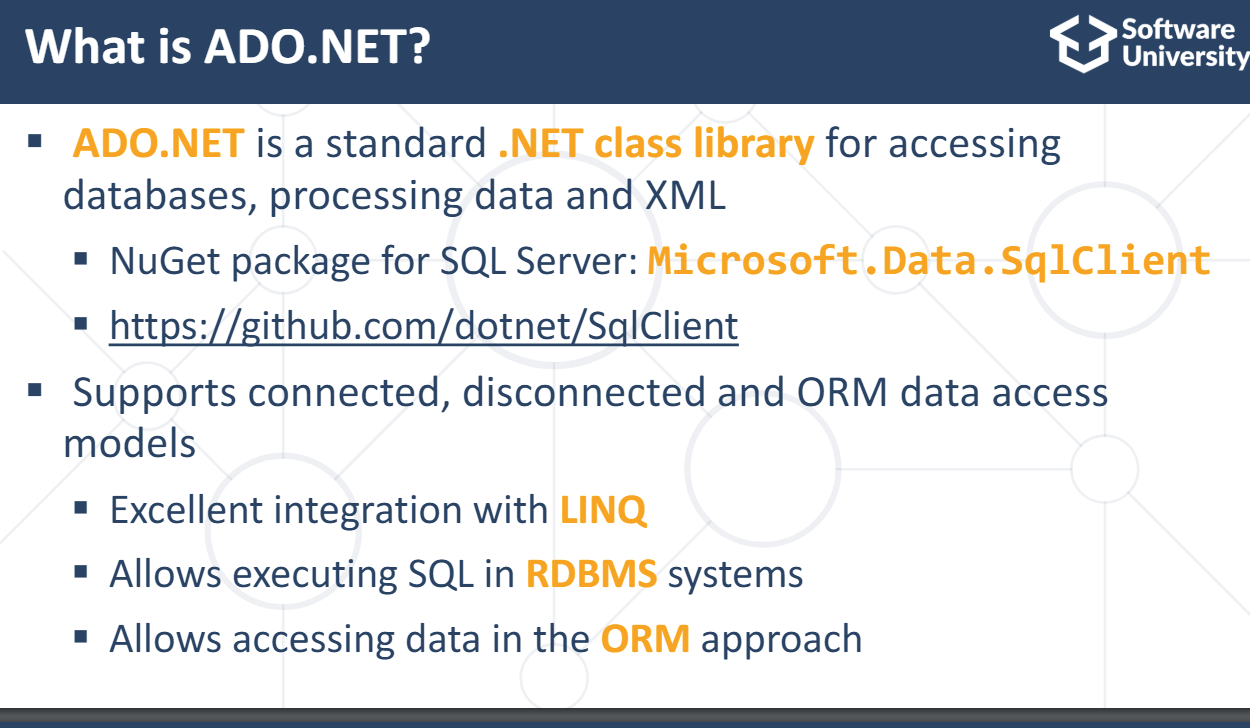 What is ADO.NET?
Software
University
▪ ADO.NET is a standard .NET class library for accessing
databases, processing data and XML
▪ NuGet package for SQL Server: Microsoft.Data.SqlClient
▪ https://github.com/dotnet/SqlClient
▪ Supports connected, disconnected and ORM data access
models
▪ Excellent integration with LINQ
▪ Allows executing SQL in RDBMS systems
▪ Allows accessing data in the ORM approach